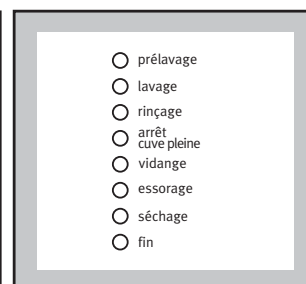 prélavage
lavage
rinçage
arrêt
cuve pleine
vidange
essorage
séchage
fin